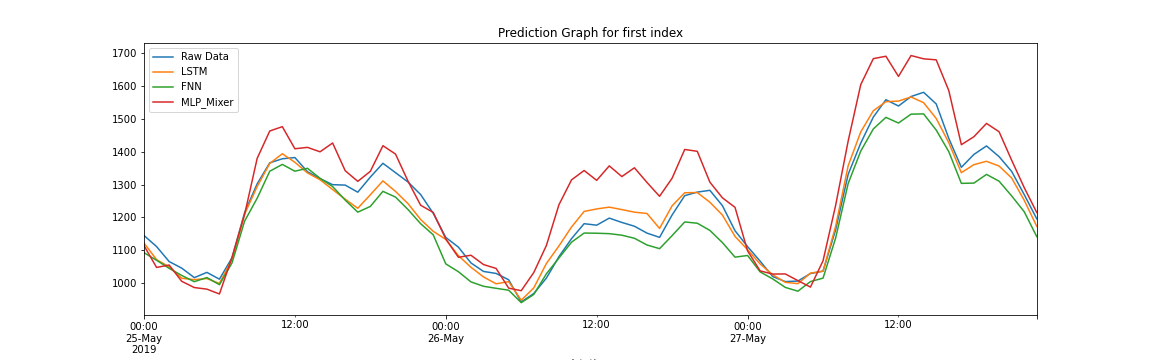 Prediction Graph for first index
Raw Data
LSTM
FNN
MLP_Mixer
1700
1600
1500
1400
1300
1200
1100
1000
00:00 12:00 00:00 12:00 00:00 12:00
25-May 26-May 27-May
2019